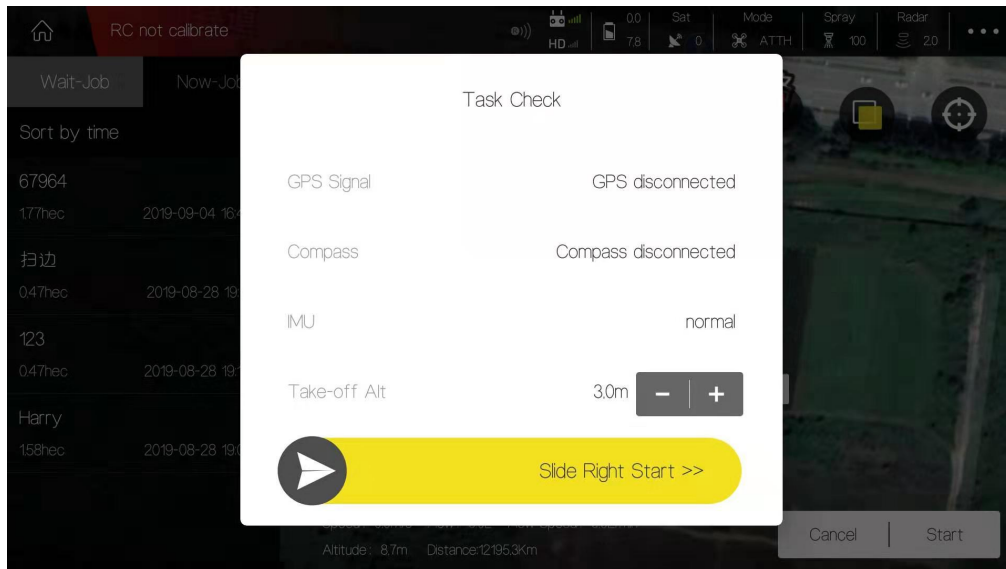 RC not calibrate
HD
0.0
7.8
Sat
0
Mode
ATTH
Spray
100
Radar
2.0
Wait-Job
Now-Job
Sort by time
67964
1.77hec 2019-09-04 16:4
扫边
0.47hec 2019-08-28 19:
123
0.47hec 2019-08-28 19:1
Harry
1.58hec 2019-08-28 19:0
Task Check
GPS Signal GPS disconnected
Compass Compass disconnected
IMU normal
Take-off Alt 3.0m - +
Slide Right Start >>
Altitude: 8.7m Distance:12195.3Km
Cancel Start